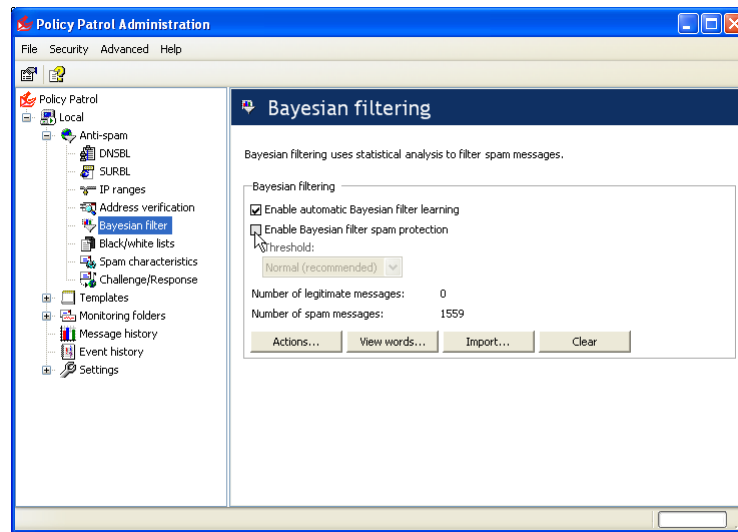 Policy Patrol Administration
File Security Advanced Help
Policy Patrol
Local
Anti-spam
DNSBL
SURBL
IP ranges
Address verification
Bayesian filter
Black/white lists
Spam characteristics
Challenge/Response
Templates
Monitoring folders
Message history
Event history
Settings
Bayesian filtering
Bayesian filtering uses statistical analysis to filter spam messages.
Bayesian filtering
Enable automatic Bayesian filter learning
Enable Bayesian filter spam protection
Threshold:
Normal (recommended)
Number of legitimate messages: 0
Number of spam messages: 1559
Actions... View words... Import... Clear